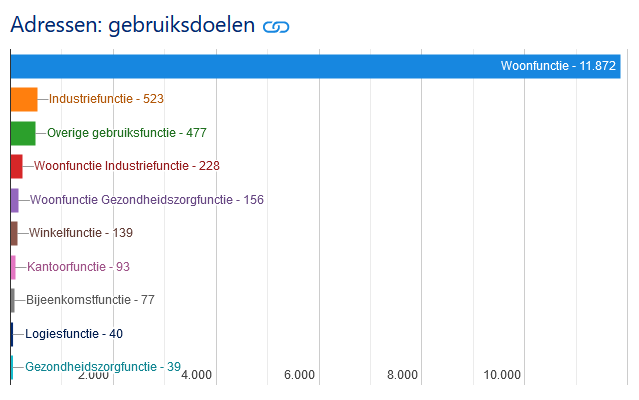 Adressen: gebruiksdoelen
Woonfunctie - 11.872
Industriefunctie - 523
Overige gebruiksfunctie - 477
Woonfunctie Industriefunctie - 228
Woonfunctie Gezondheidszorgfunctie - 156
Winkelfunctie - 139
Kantoorfunctie - 93
Bijeenkomstfunctie - 77
Logiesfunctie - 40
Gezondheidszorgfunctie - 39
2.000 4.000 6.000 8.000 10.000